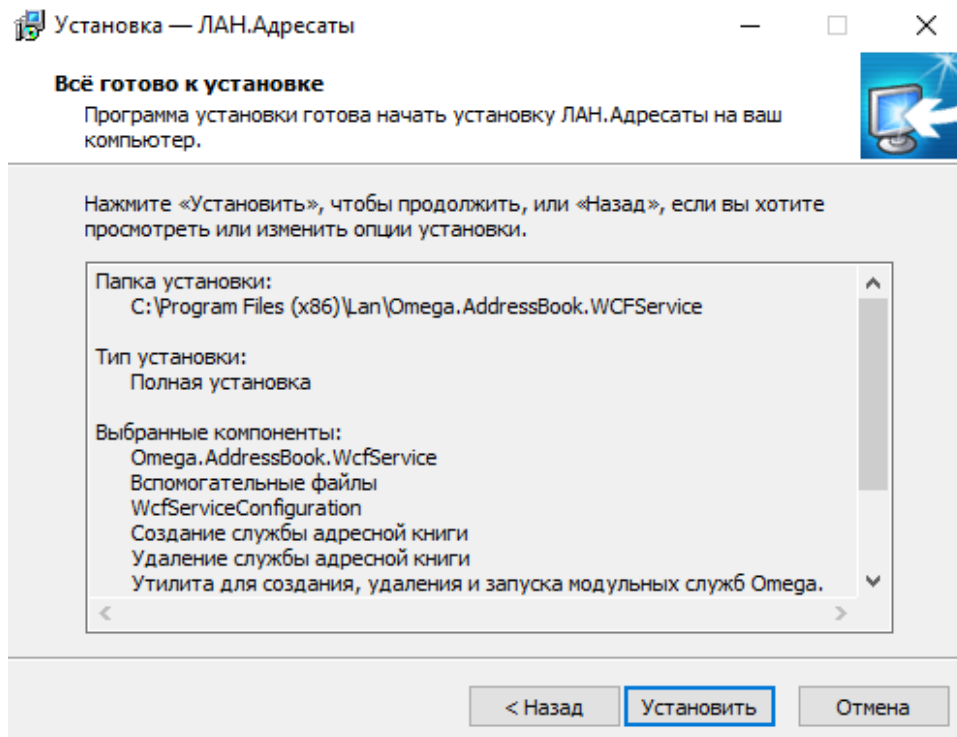 Установка — ЛАН.Адресаты
Всё готово к установке
Программа установки готова начать установку ЛАН.Адресаты на ваш
компьютер.
Нажмите «Установить», чтобы продолжить, или «Назад», если вы хотите
просмотреть или изменить опции установки.
Папка установки:
C:\Program Files (x86)\Lan\Omega.AddressBook.WCFService
Тип установки:
Полная установка
Выбранные компоненты:
Omega.AddressBook.WcfService
Вспомогательные файлы
WcfServiceConfiguration
Создание службы адресной книги
Удаление службы адресной книги
Утилита для создания, удаления и запуска модульных служб Omega.
< Назад Установить Отмена